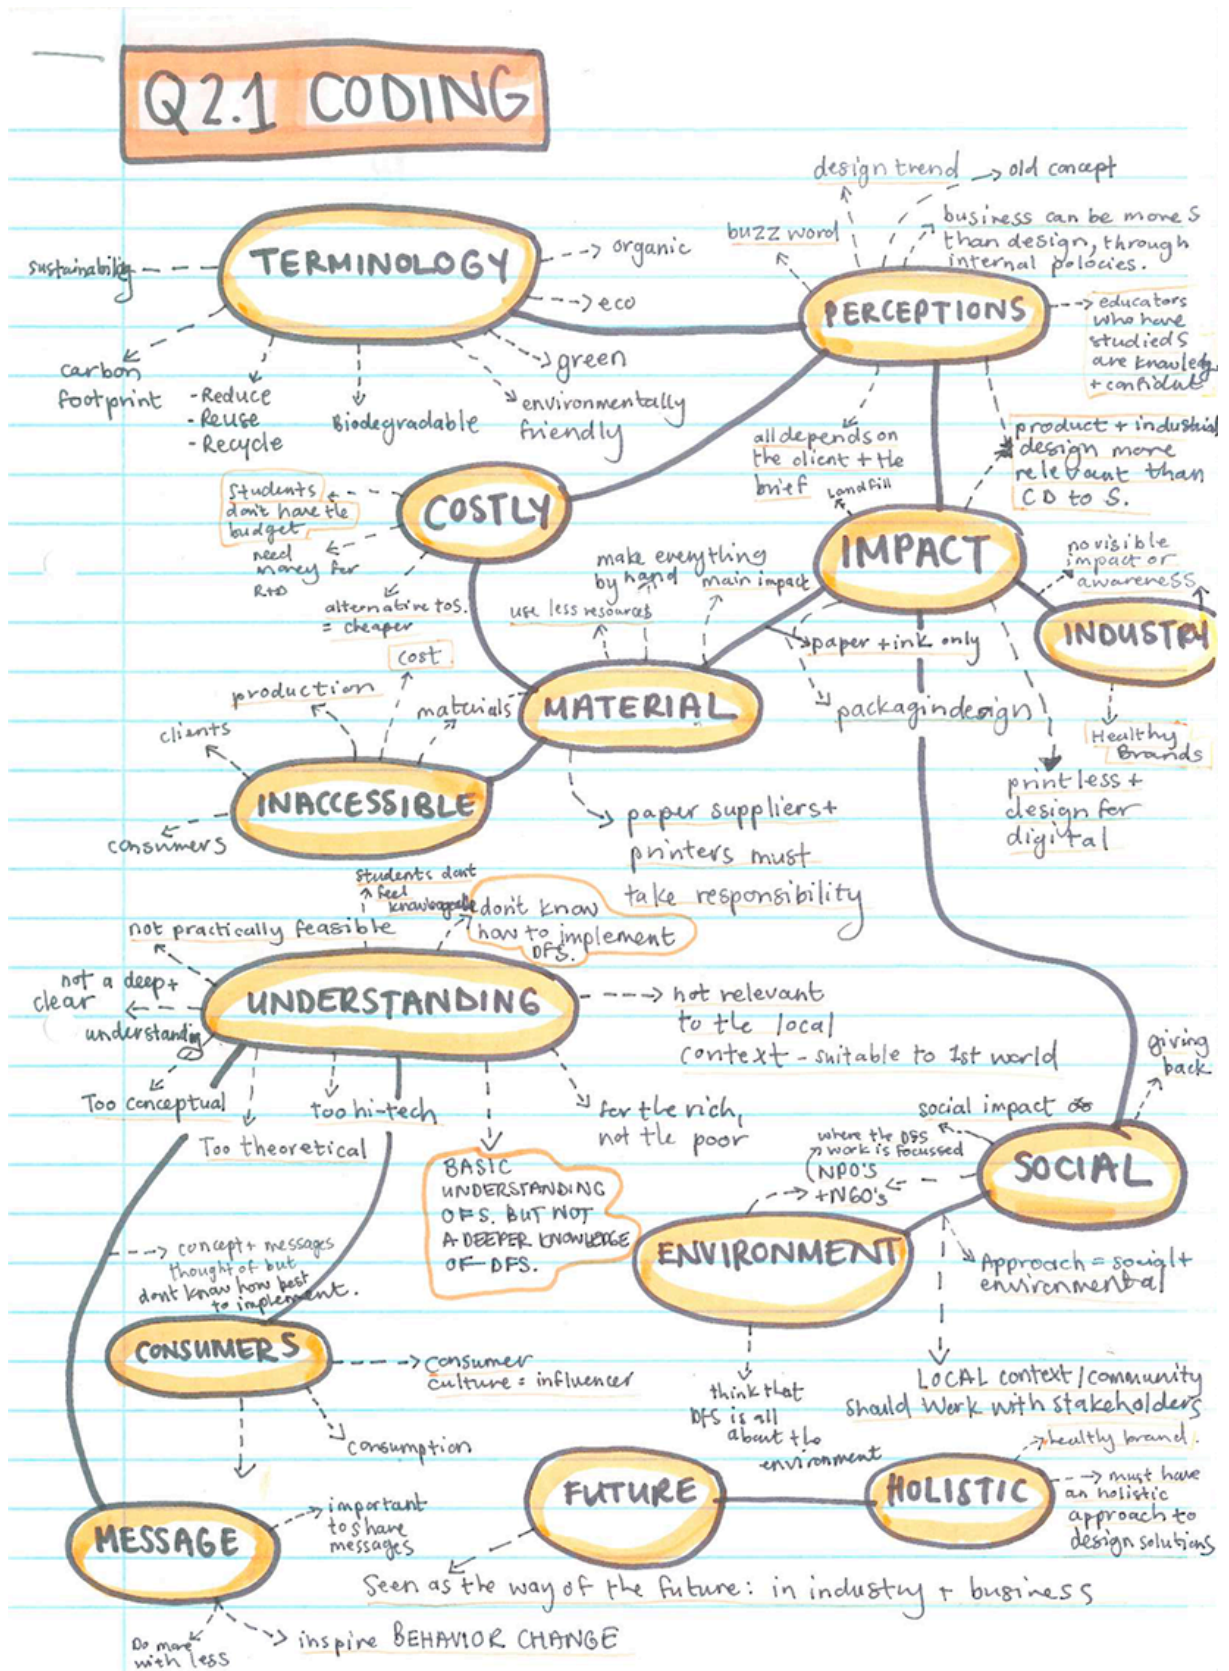 Q2.1 CODING
design trend
old concept
buzz word
business can be more S
than design, through
internal polocies.
TERMINOLOGY
sustainability
organic
eco
green
environmentally
friendly
Biodegradable
- Reduce
- Reuse
- Recycle
carbon
footprint
PERCEPTIONS
educators
who have
studied S
are knowledg
+ confidut
all depends on
the client + the
brief
product + industrial
design more
relevant than
CD to S.
COSTLY
Students
don't have the
budget
need
money for
R+D
alternative to S.
= cheaper
Landfill
IMPACT
no visible
impact or
awareness
INDUSTRY
Healthy
Brands
make everything
by hand
main impact
use less resources
paper + ink only
packagindesign
print less +
design for
digital
MATERIAL
cost
production
materials
clients
INACCESSIBLE
consumers
paper suppliers +
printers must
take responsibility
students dont
feel
knowlegable
don't know
how to implement
DFS.
not practically feasible
not a deep +
clear
understanding
UNDERSTANDING
not relevant
to the local
context - suitable to 1st world
Too conceptual
Too theoretical
too hi-tech
for the rich,
not the poor
BASIC
UNDERSTANDING
OFS. BUT NOT
A DEEPER KNOWLEDGE
OF DFS.
giving
back
social impact
where the DFS
work is focussed
(NPO'S
+NGO's
SOCIAL
ENVIRONMENT
Approach = social +
environmental
LOCAL context/community
should work with stakeholders
think that
DFS is all
about the
environment
concept + messages
thought of but
dont know how best
to implement.
CONSUMERS
consumer
culture = influencer
consumption
MESSAGE
important
to share
messages
Do more
with less
inspire BEHAVIOR CHANGE
FUTURE
Seen as the way of the future: in industry + business
HOLISTIC
healthy brand.
must have
an holistic
approach to
design solutions